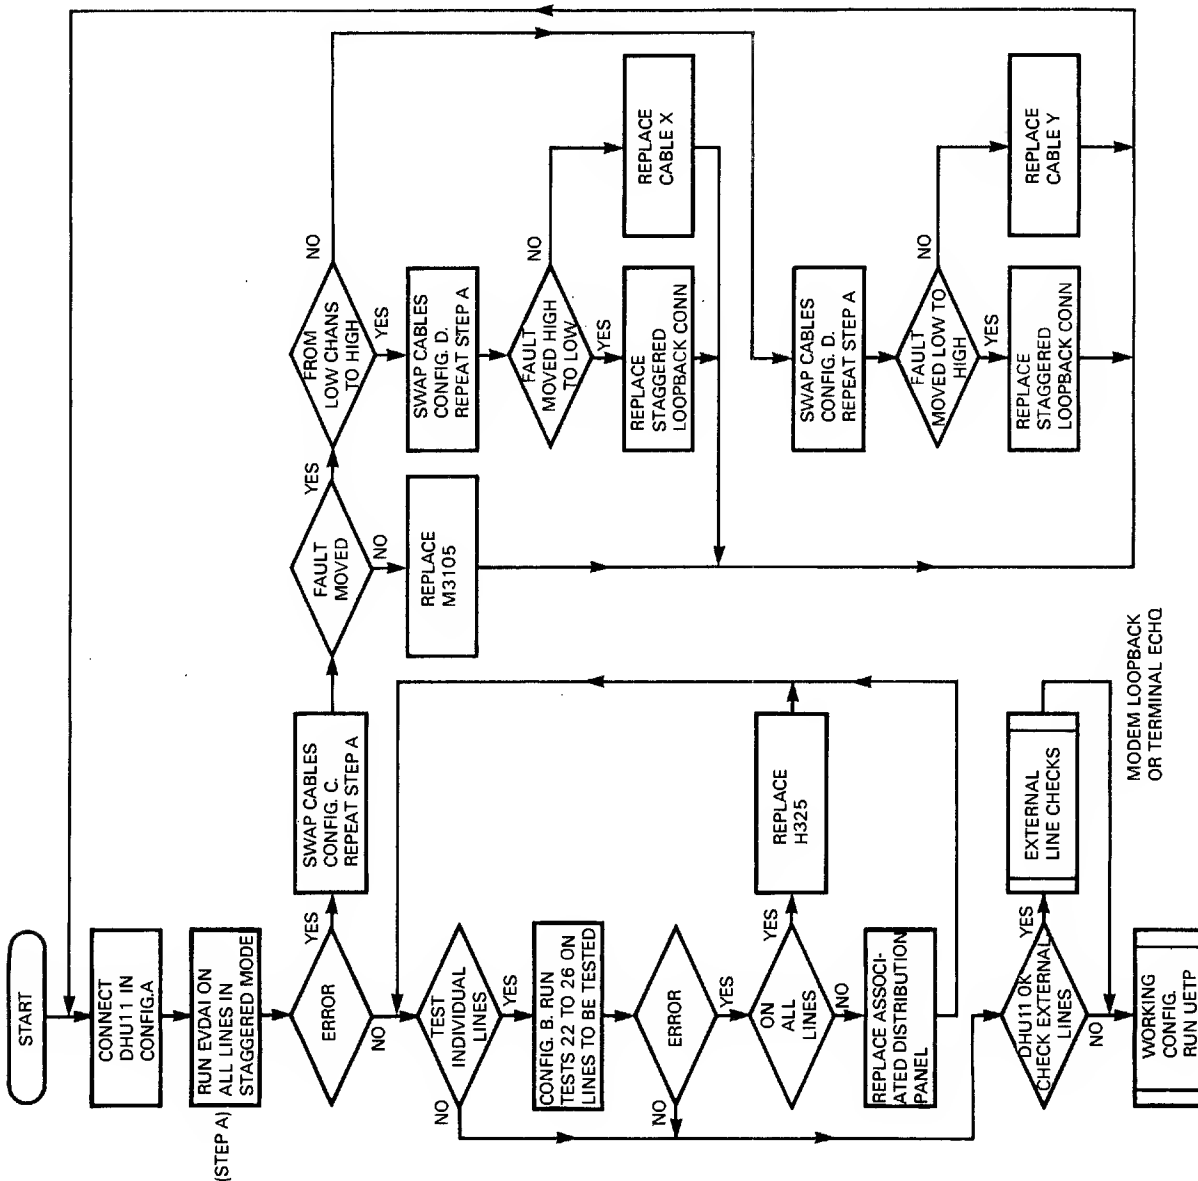 START
CONNECT
DHU11 IN
CONFIG.A
(STEP A)
RUN EVDAI ON
ALL LINES IN
STAGGERED MODE
ERROR
YES
NO
SWAP CABLES
CONFIG. C.
REPEAT STEP A
FAULT
MOVED
YES
NO
REPLACE
M3105
FROM
LOW CHANS
TO HIGH
NO
YES
SWAP CABLES
CONFIG. D.
REPEAT STEP A
FAULT
MOVED HIGH
TO LOW
NO
YES
REPLACE
CABLE X
REPLACE
STAGGERED
LOOPBACK CONN
SWAP CABLES
CONFIG. D.
REPEAT STEP A
FAULT
MOVED LOW TO
HIGH
NO
YES
REPLACE
CABLE Y
REPLACE
STAGGERED
LOOPBACK CONN
TEST
INDIVIDUAL
LINES
NO
YES
CONFIG. B. RUN
TESTS 22 TO 26 ON
LINES TO BE TESTED
ERROR
NO
YES
ON
ALL
LINES
YES
NO
REPLACE
H325
REPLACE ASSOCI-
ATED DISTRIBUTION
PANEL
DHU11 OK
CHECK EXTERNAL
LINES
YES
NO
EXTERNAL
LINE CHECKS
MODEM LOOPBACK
OR TERMINAL ECHO
WORKING
CONFIG.
RUN UETP